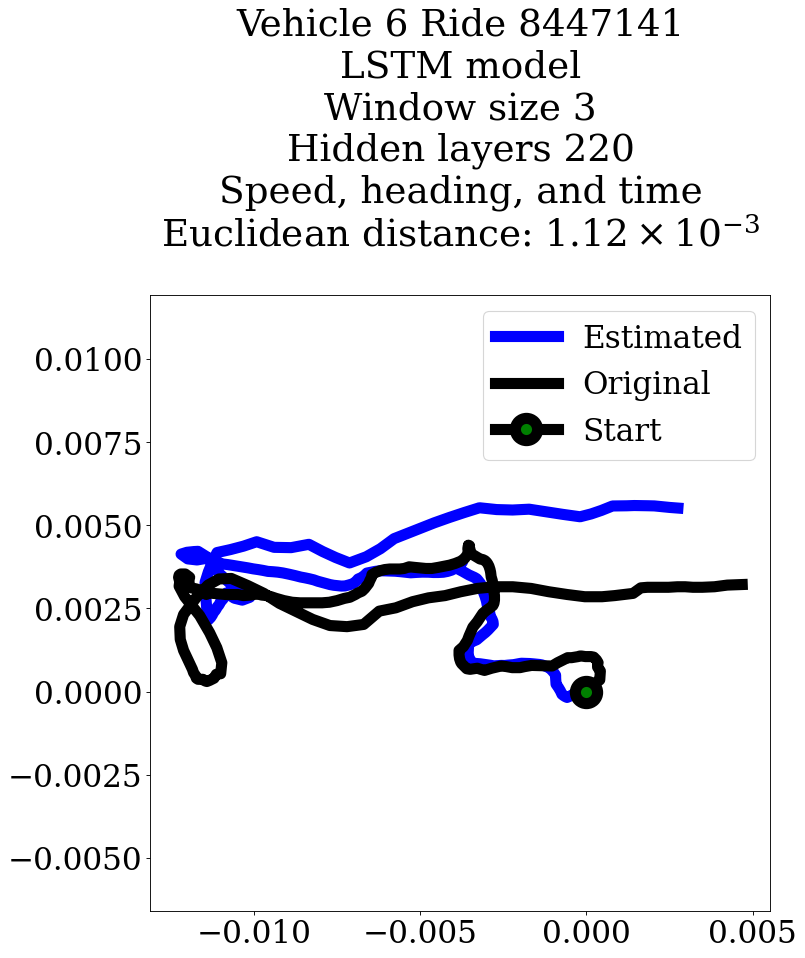 Vehicle 6 Ride 8447141
LSTM model
Window size 3
Hidden layers 220
Speed, heading, and time
Euclidean distance: 1.12 × 10⁻³
Estimated
Original
Start
0.0100
0.0075
0.0050
0.0025
0.0000
−0.0025
−0.0050
−0.010 −0.005 0.000 0.005